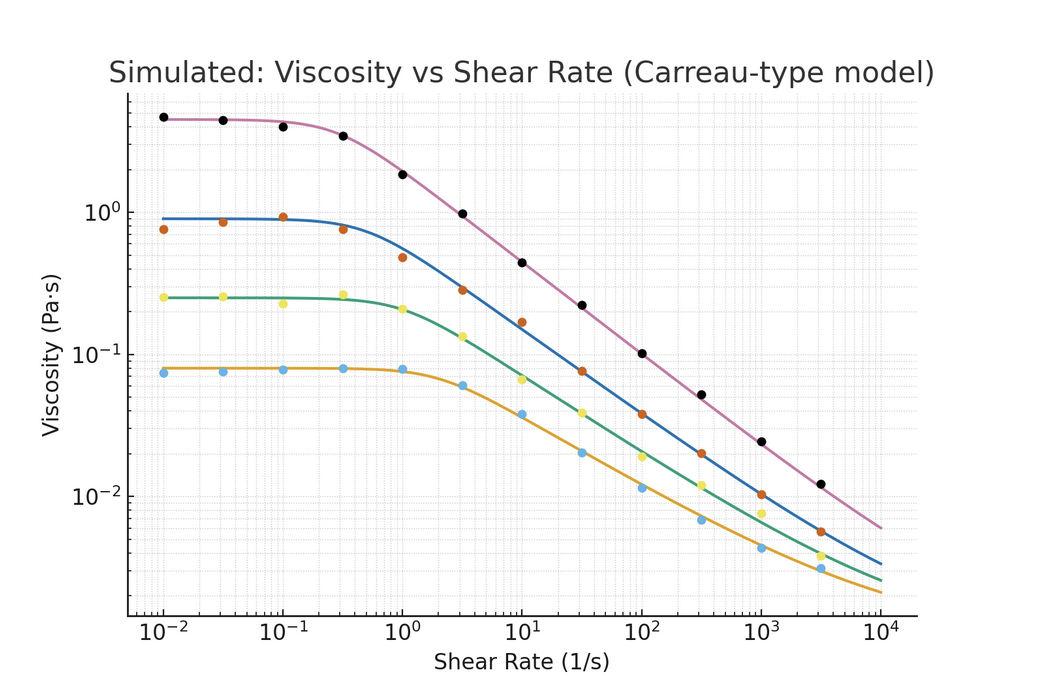 Simulated: Viscosity vs Shear Rate (Carreau-type model)
Viscosity (Pa·s)
10⁰
10⁻¹
10⁻²
10⁻² 10⁻¹ 10⁰ 10¹ 10² 10³ 10⁴
Shear Rate (1/s)